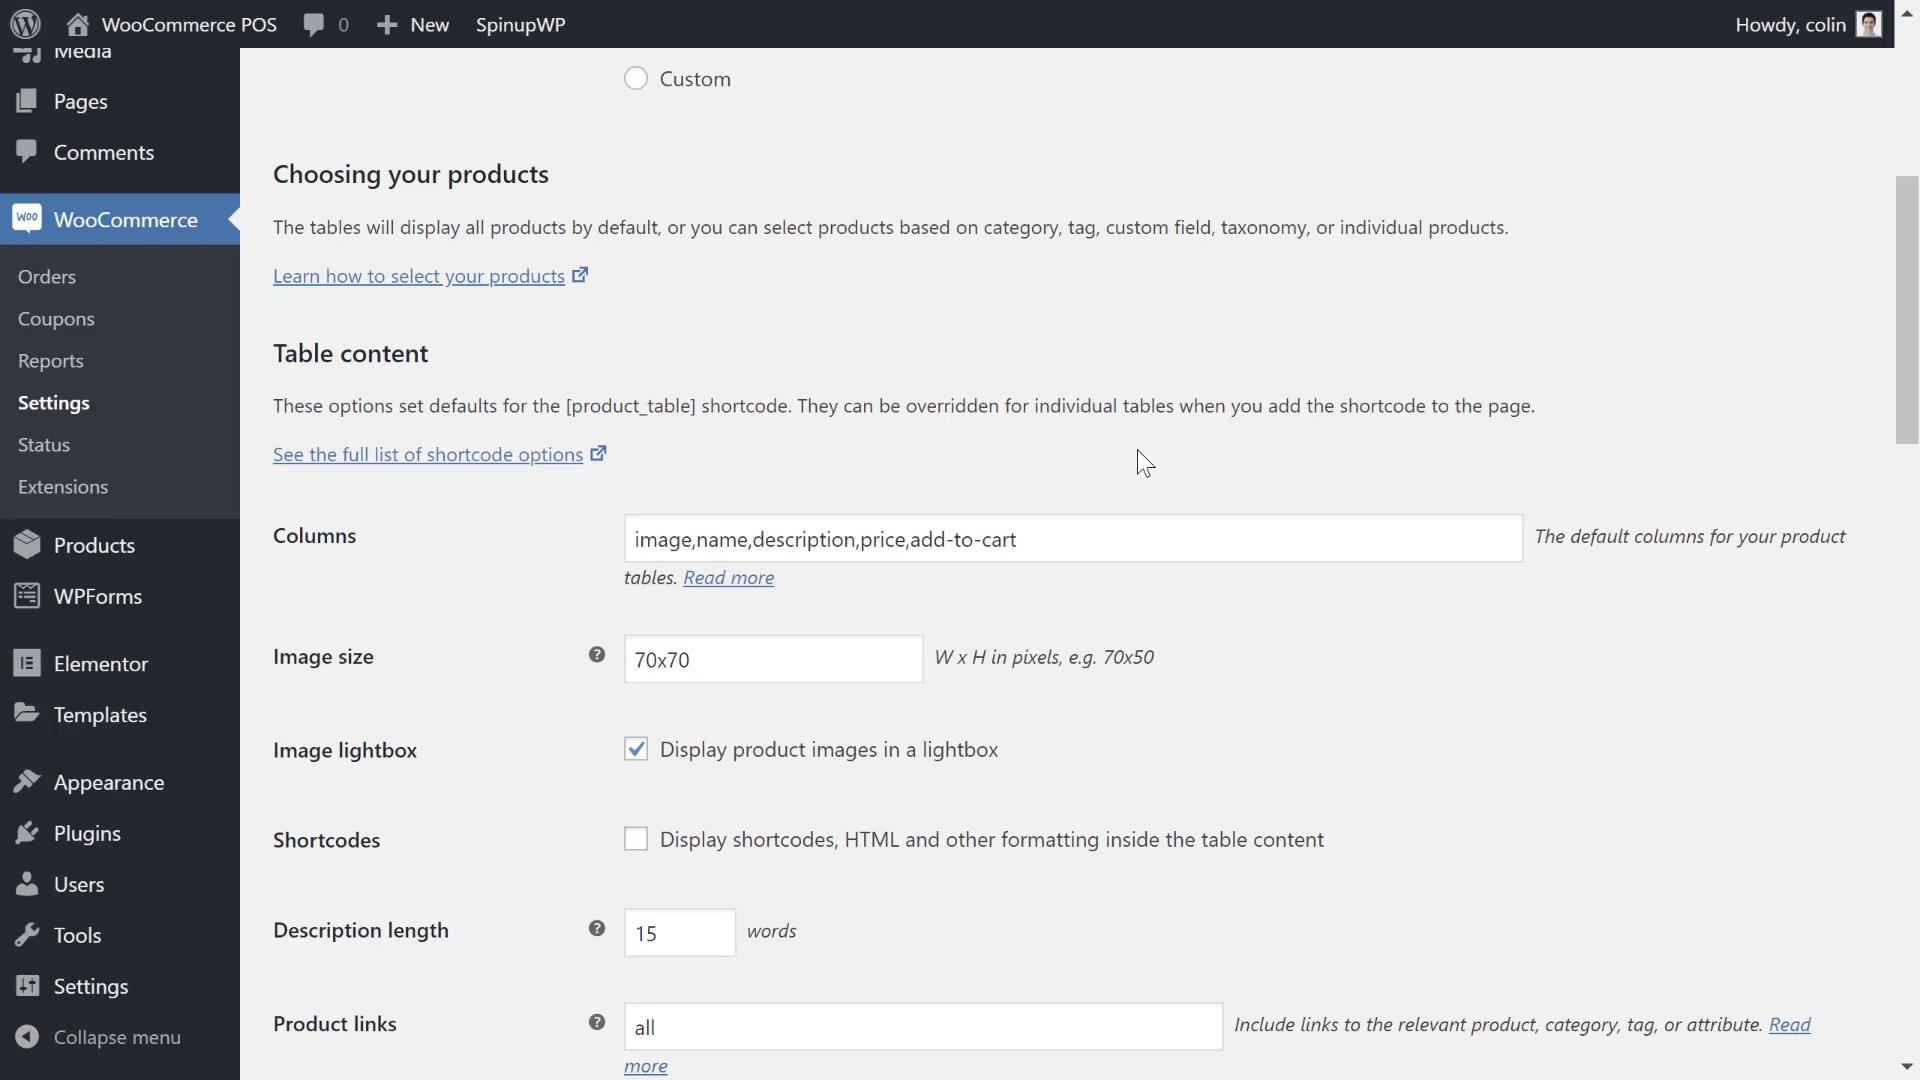 WooCommerce POS
0
New
SpinupWP
Howdy, colin
Media
Pages
Comments
WooCommerce
Orders
Coupons
Reports
Settings
Status
Extensions
Products
WPForms
Elementor
Templates
Appearance
Plugins
Users
Tools
Settings
Collapse menu
Custom
Choosing your products
The tables will display all products by default, or you can select products based on category, tag, custom field, taxonomy, or individual products.
Learn how to select your products
Table content
These options set defaults for the [product_table] shortcode. They can be overridden for individual tables when you add the shortcode to the page.
See the full list of shortcode options
Columns
image,name,description,price,add-to-cart
The default columns for your product
tables. Read more
Image size
70x70
W x H in pixels, e.g. 70x50
Image lightbox
Display product images in a lightbox
Shortcodes
Display shortcodes, HTML and other formatting inside the table content
Description length
15
words
Product links
all
Include links to the relevant product, category, tag, or attribute. Read
more